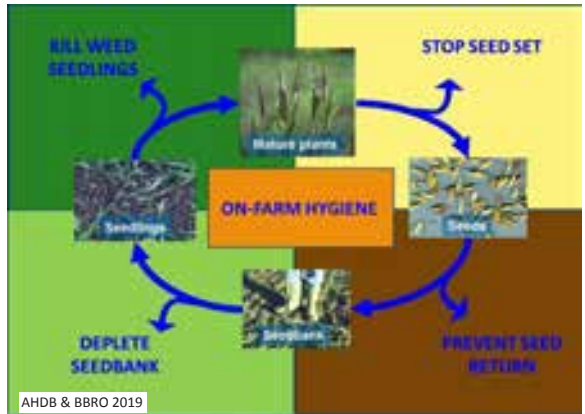 KILL WEED
SEEDLINGS
STOP SEED SET
Mature plants
Seedlings
ON-FARM HYGIENE
Seeds
Seedbank
DEPLETE
SEEDBANK
PREVENT SEED
RETURN
AHDB & BBRO 2019